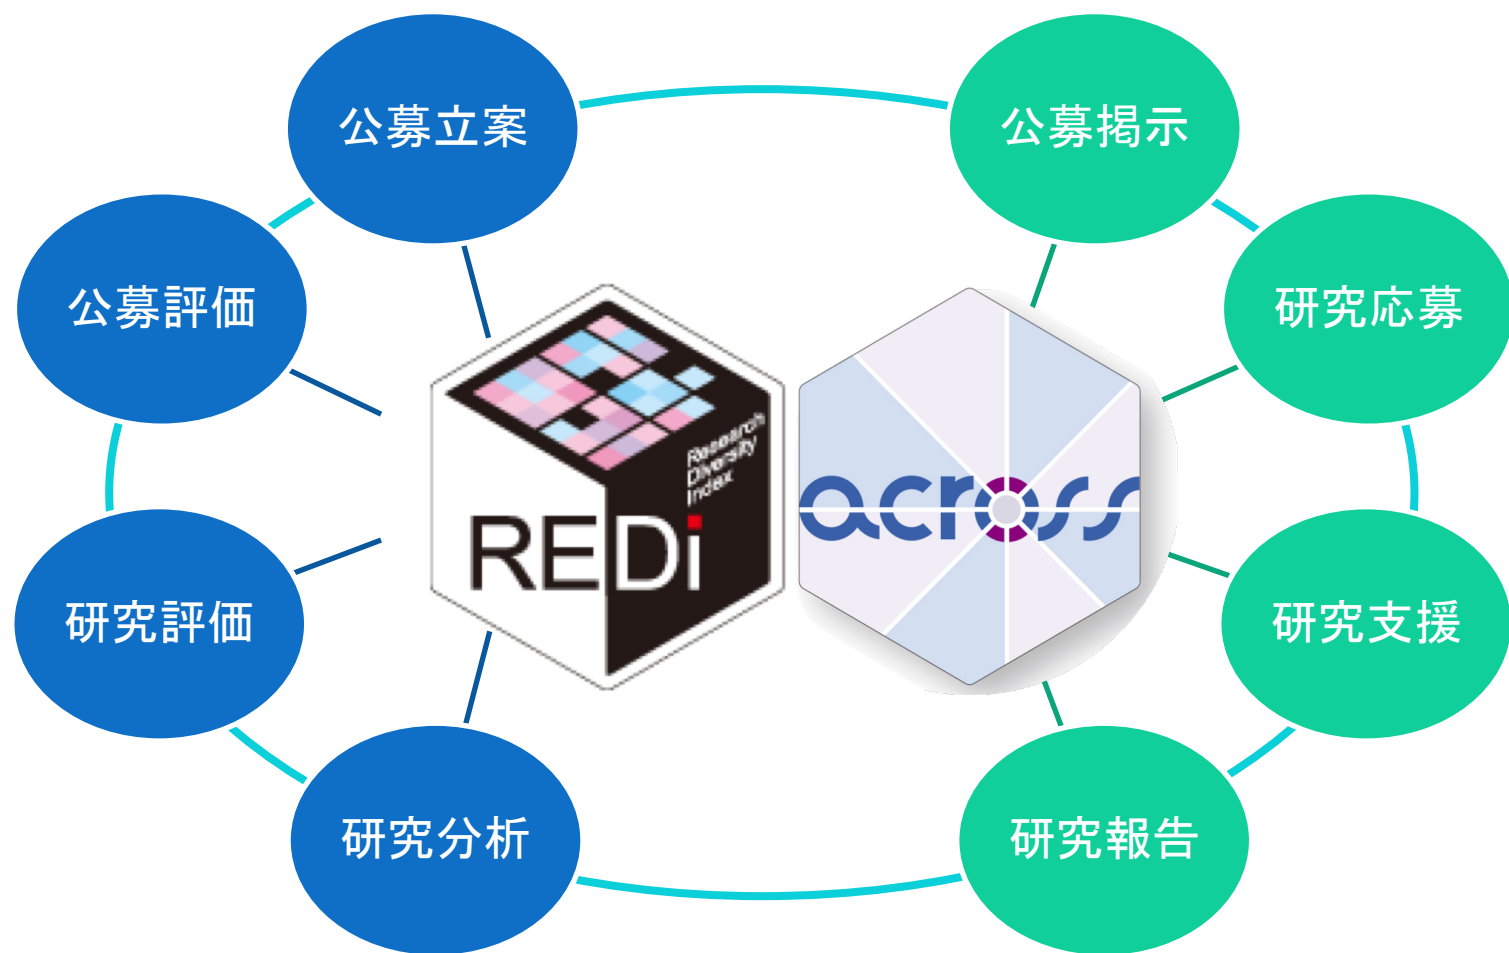 公募立案
公募掲示
公募評価
研究応募
Research
Diversity
Index
REDi
across
研究評価
研究支援
研究分析
研究報告